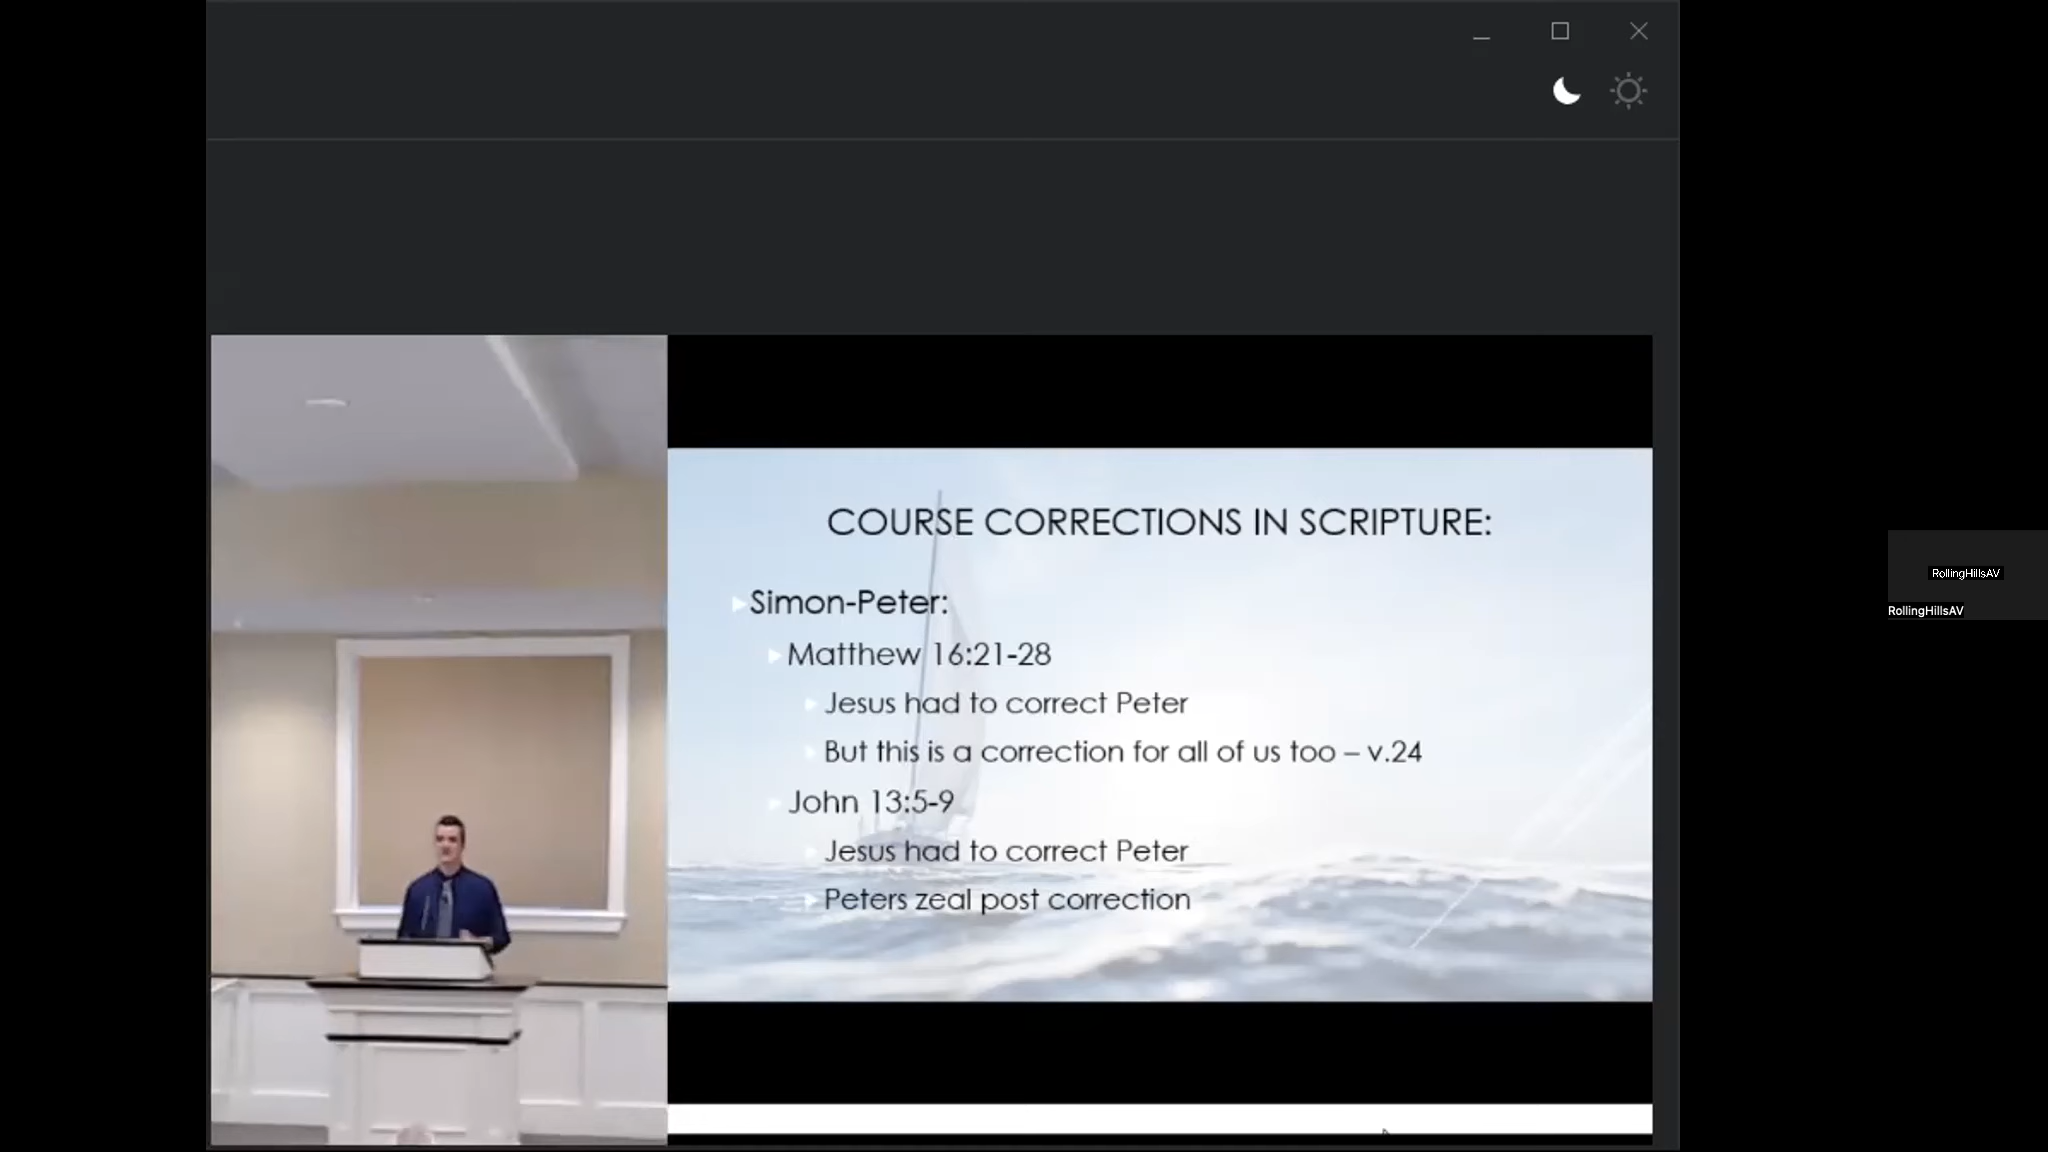 COURSE CORRECTIONS IN SCRIPTURE:
Simon-Peter:
Matthew 16:21-28
Jesus had to correct Peter
But this is a correction for all of us too – v.24
John 13:5-9
Jesus had to correct Peter
Peters zeal post correction
RollingHillsAV
RollingHillsAV